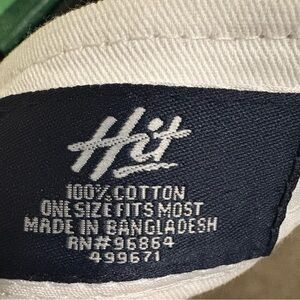 Hit
100% COTTON
ONE SIZE FITS MOST
MADE IN BANGLADESH
RN#96864
499671